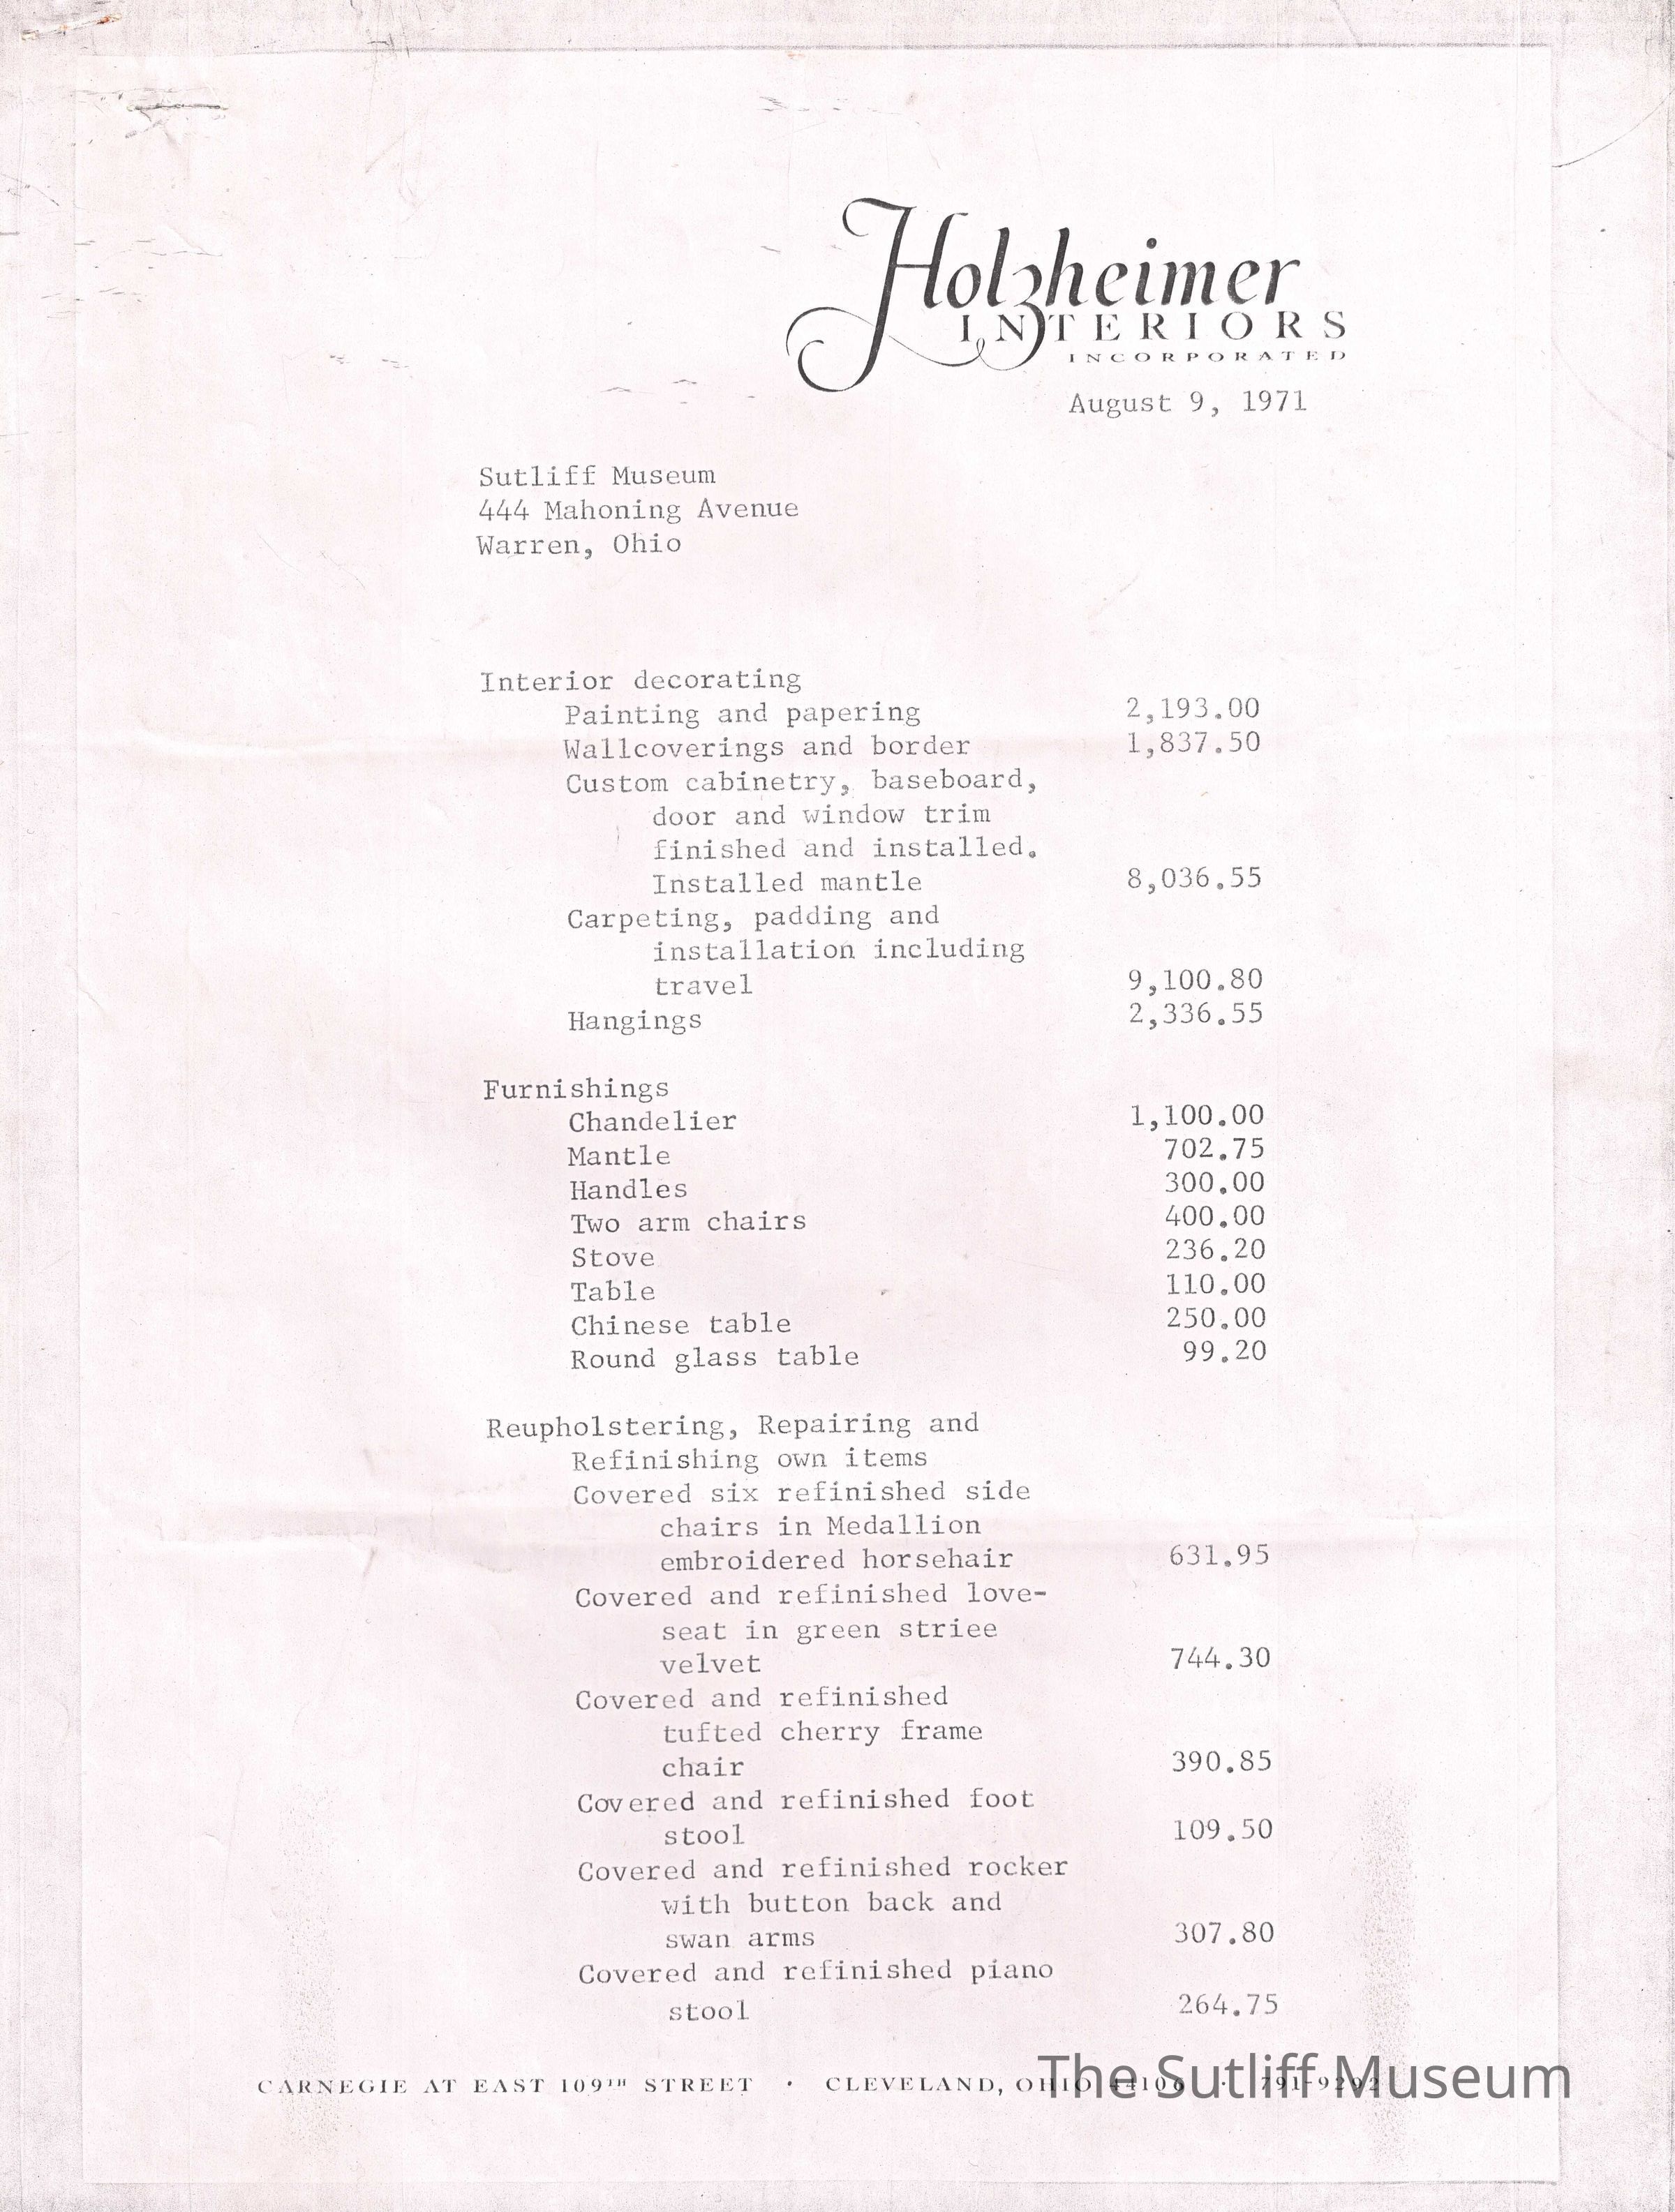 Holzheimer
INTERIORS
INCORPORATED
August 9, 1971
Sutliff Museum
444 Mahoning Avenue
Warren, Ohio
Interior decorating
Painting and papering 2,193.00
Wallcoverings and border 1,837.50
Custom cabinetry, baseboard,
door and window trim
finished and installed.
Installed mantle 8,036.55
Carpeting, padding and
installation including
travel 9,100.80
Hangings 2,336.55
Furnishings
Chandelier 1,100.00
Mantle 702.75
Handles 300.00
Two arm chairs 400.00
Stove 236.20
Table 110.00
Chinese table 250.00
Round glass table 99.20
Reupholstering, Repairing and
Refinishing own items
Covered six refinished side
chairs in Medallion
embroidered horsehair 631.95
Covered and refinished love-
seat in green striee
velvet 744.30
Covered and refinished
tufted cherry frame
chair 390.85
Covered and refinished foot
stool 109.50
Covered and refinished rocker
with button back and
swan arms 307.80
Covered and refinished piano
stool 264.75
CARNEGIE AT EAST 109TH STREET · CLEVELAND, OHIO 44106 · 791-9292
The Sutliff Museum